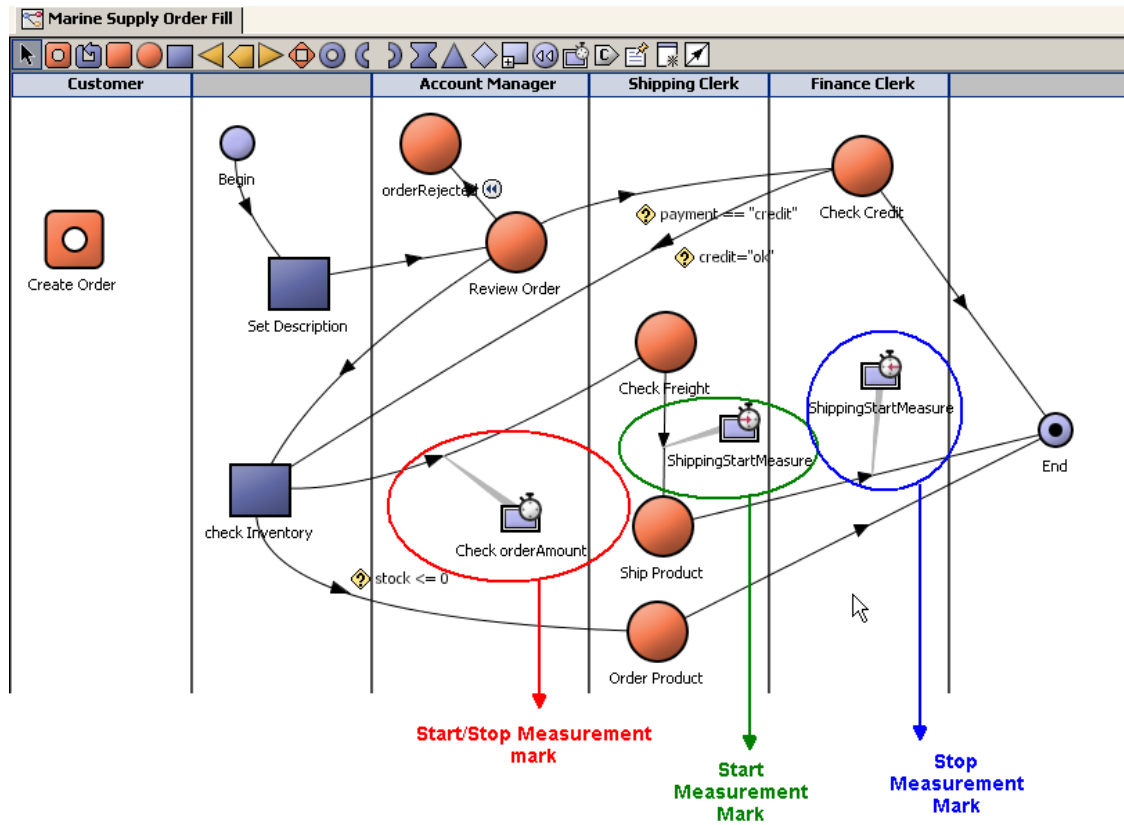 Marine Supply Order Fill
C
Customer
Account Manager
Shipping Clerk
Finance Clerk
Begin
orderRejected
Check Credit
payment == "credit"
credit="ok"
Create Order
Review Order
Set Description
Check Freight
ShippingStartMeasure
ShippingStartMeasure
End
check Inventory
Check orderAmount
Ship Product
stock <= 0
Order Product
Start/Stop Measurement
mark
Start
Measurement
Mark
Stop
Measurement
Mark